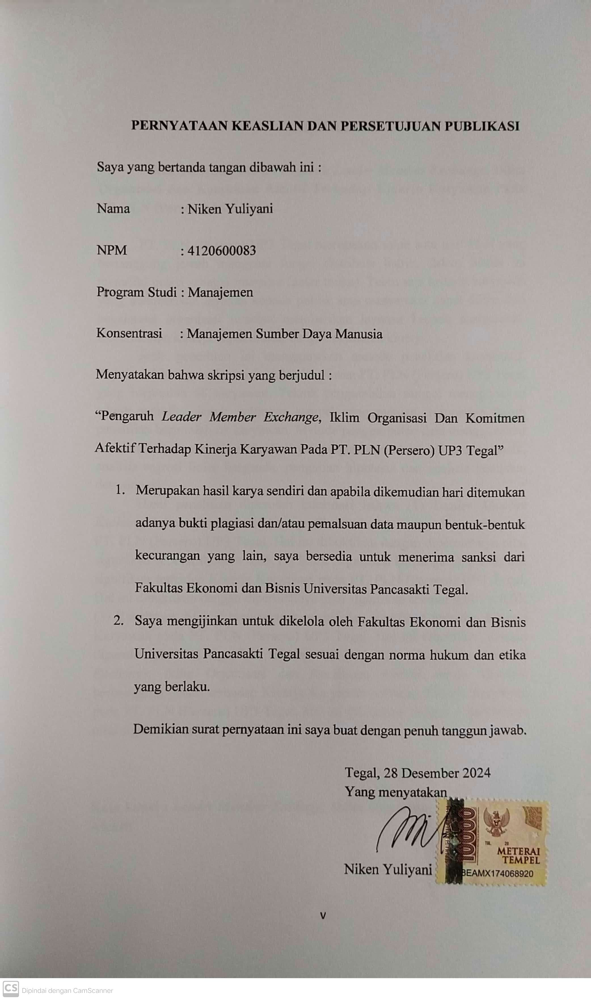 PERNYATAAN KEASLIAN DAN PERSETUJUAN PUBLIKASI
Saya yang bertanda tangan dibawah ini :
Nama : Niken Yuliyani
NPM : 4120600083
Program Studi : Manajemen
Konsentrasi : Manajemen Sumber Daya Manusia
Menyatakan bahwa skripsi yang berjudul :
“Pengaruh Leader Member Exchange, Iklim Organisasi Dan Komitmen
Afektif Terhadap Kinerja Karyawan Pada PT. PLN (Persero) UP3 Tegal”
1. Merupakan hasil karya sendiri dan apabila dikemudian hari ditemukan
adanya bukti plagiasi dan/atau pemalsuan data maupun bentuk-bentuk
kecurangan yang lain, saya bersedia untuk menerima sanksi dari
Fakultas Ekonomi dan Bisnis Universitas Pancasakti Tegal.
2. Saya mengijinkan untuk dikelola oleh Fakultas Ekonomi dan Bisnis
Universitas Pancasakti Tegal sesuai dengan norma hukum dan etika
yang berlaku.
Demikian surat pernyataan ini saya buat dengan penuh tanggun jawab.
Tegal, 28 Desember 2024
Yang menyatakan
10000
TGL. 20
METERAI
TEMPEL
BEAMX174068920
Niken Yuliyani
v
CS Dipindai dengan CamScanner